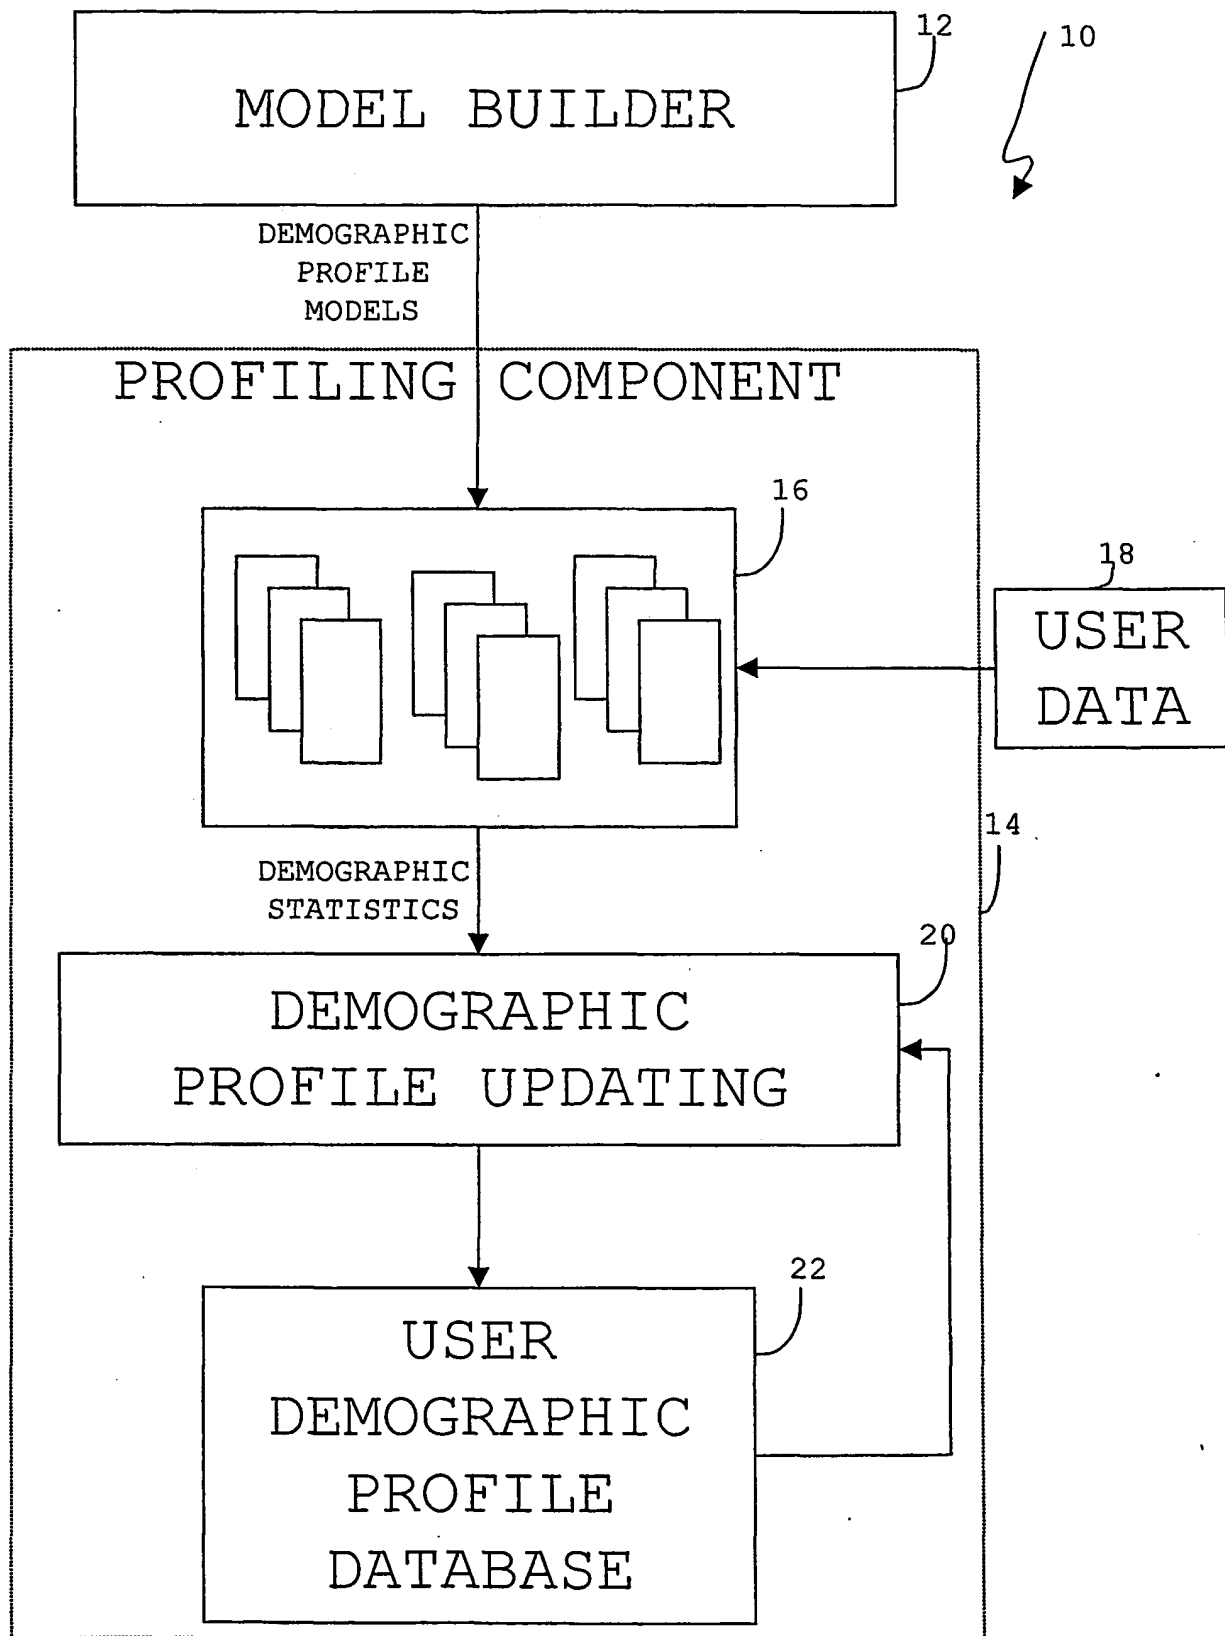 12
10
MODEL BUILDER
DEMOGRAPHIC
PROFILE
MODELS
PROFILING COMPONENT
16
18
USER
DATA
14
DEMOGRAPHIC
STATISTICS
20
DEMOGRAPHIC
PROFILE UPDATING
22
USER
DEMOGRAPHIC
PROFILE
DATABASE